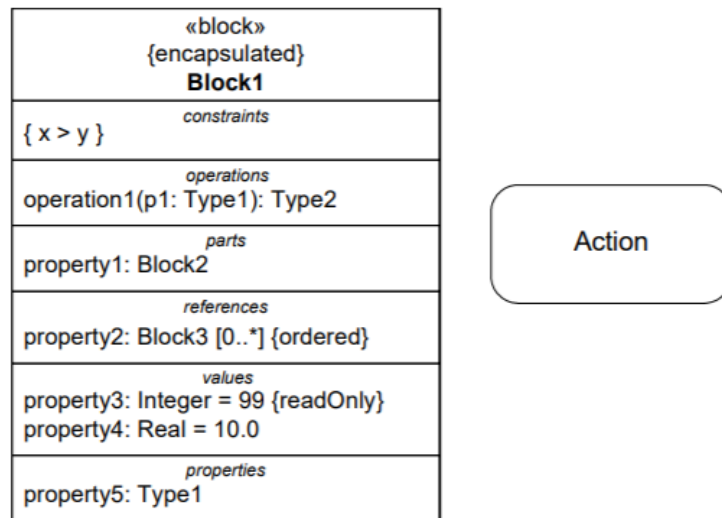 «block»
{encapsulated}
Block1
constraints
{ x > y }
operations
operation1(p1: Type1): Type2
parts
property1: Block2
references
property2: Block3 [0..*] {ordered}
values
property3: Integer = 99 {readOnly}
property4: Real = 10.0
properties
property5: Type1
Action